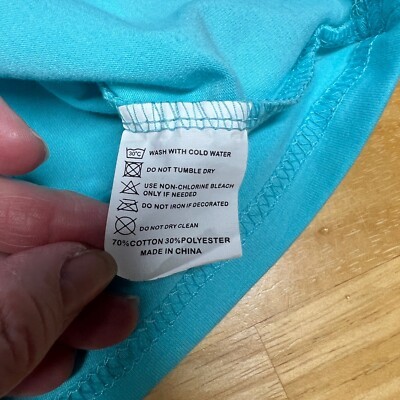 30°C WASH WITH COLD WATER
DO NOT TUMBLE DRY
USE NON-CHLORINE BLEACH
ONLY IF NEEDED
DO NOT IRON IF DECORATED
DO NOT DRY CLEAN
70%COTTON 30%POLYESTER
MADE IN CHINA